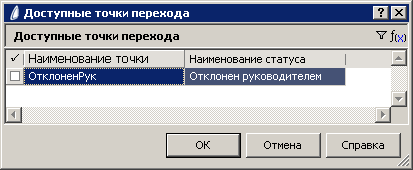 Доступные точки перехода
Доступные точки перехода f(x)
Наименование точки Наименование статуса
ОтклоненРук Отклонен руководителем
OK Отмена Справка